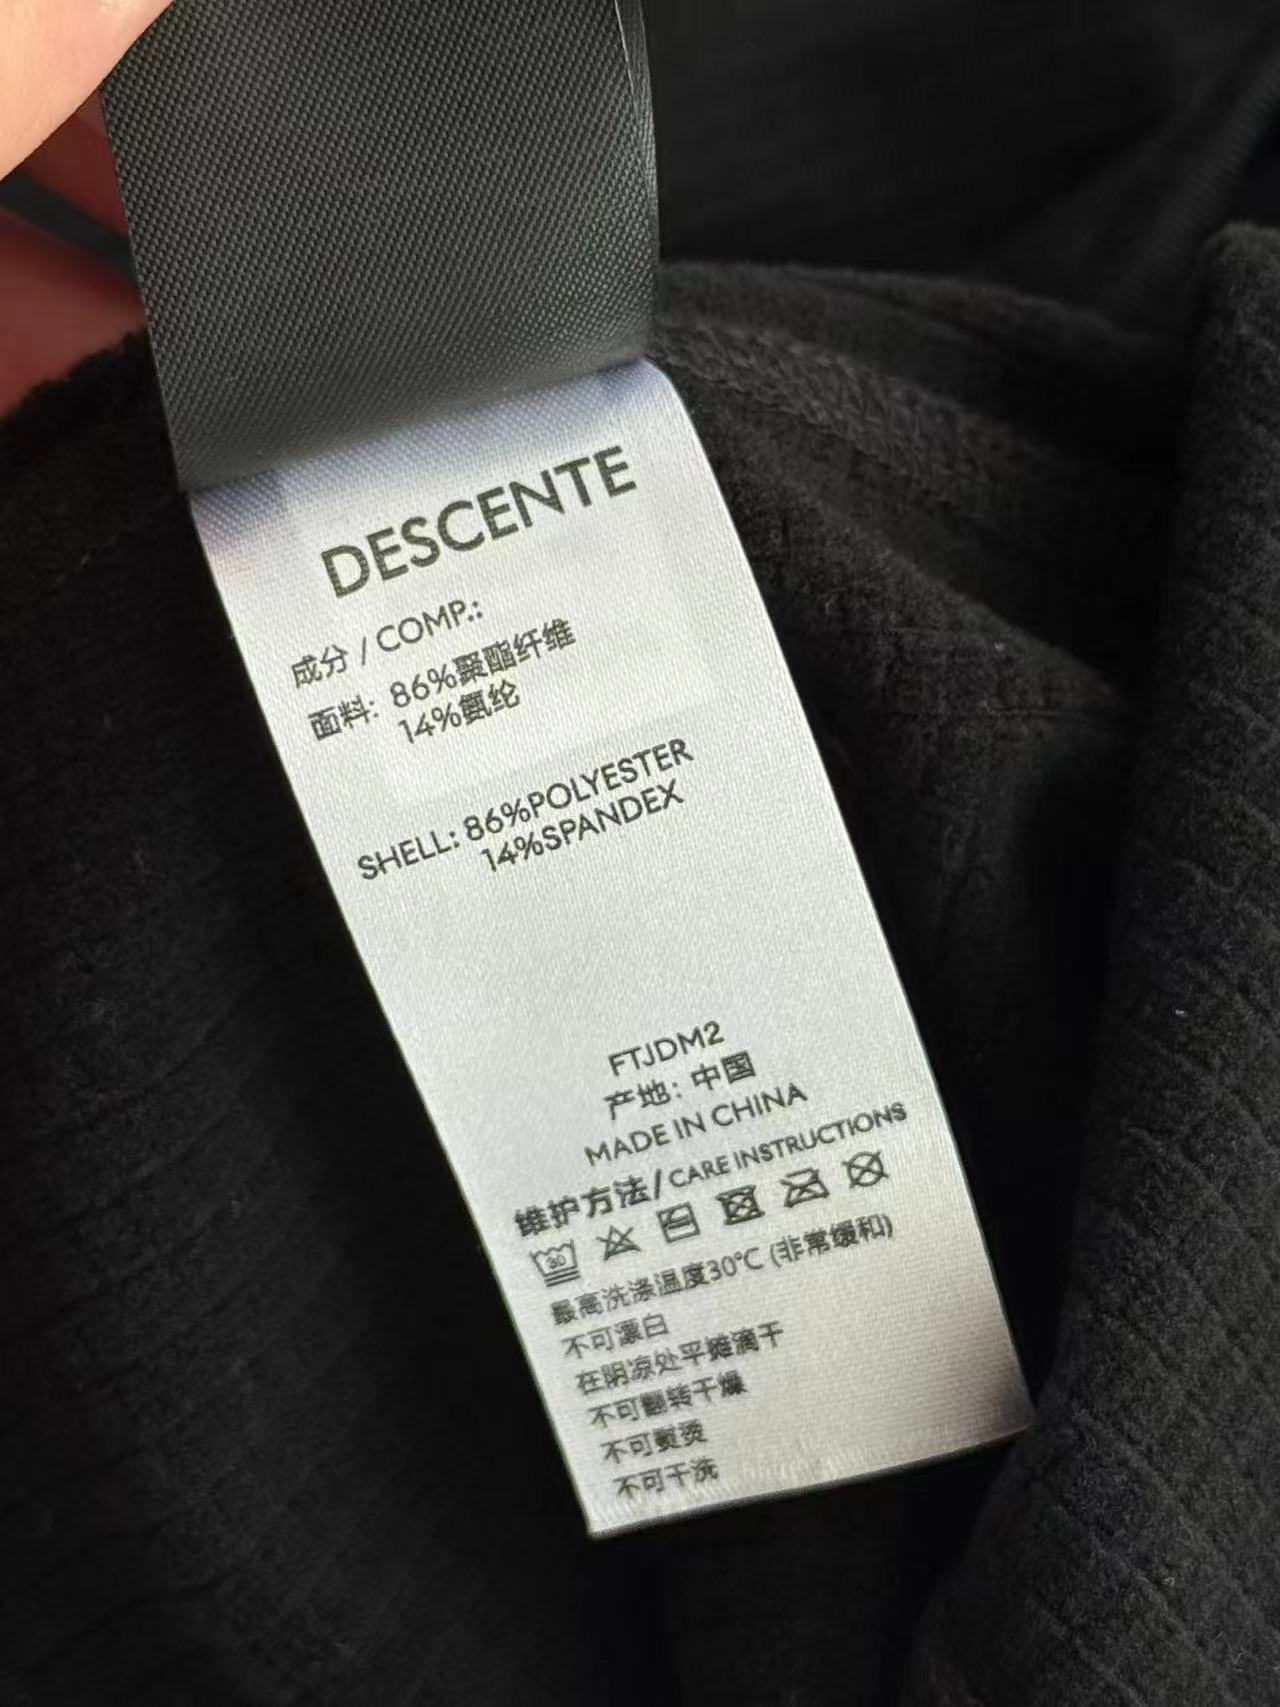 DESCENTE
成分 / COMP.:
面料: 86%聚酯纤维
14%氨纶
SHELL: 86%POLYESTER
14%SPANDEX
FTJDM2
产地: 中国
MADE IN CHINA
维护方法/CARE INSTRUCTIONS
30
最高洗涤温度30℃ (非常缓和)
不可漂白
在阴凉处平摊滴干
不可翻转干燥
不可熨烫
不可干洗